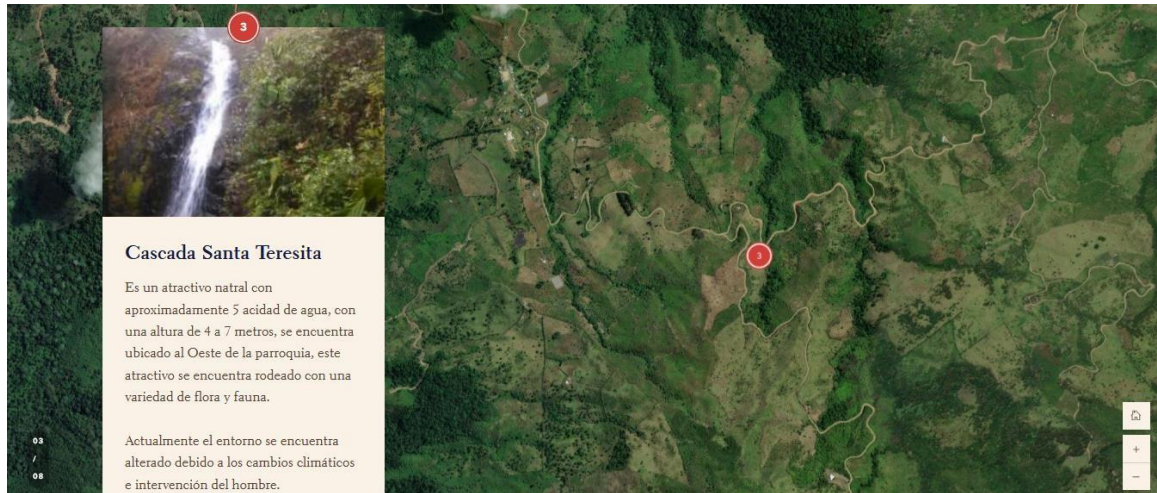 3
Cascada Santa Teresita
Es un atractivo natral con
aproximadamente 5 acidad de agua, con
una altura de 4 a 7 metros, se encuentra
ubicado al Oeste de la parroquia, este
atractivo se encuentra rodeado con una
variedad de flora y fauna.
Actualmente el entorno se encuentra
alterado debido a los cambios climáticos
e intervención del hombre.
3
03
/
08
+
−